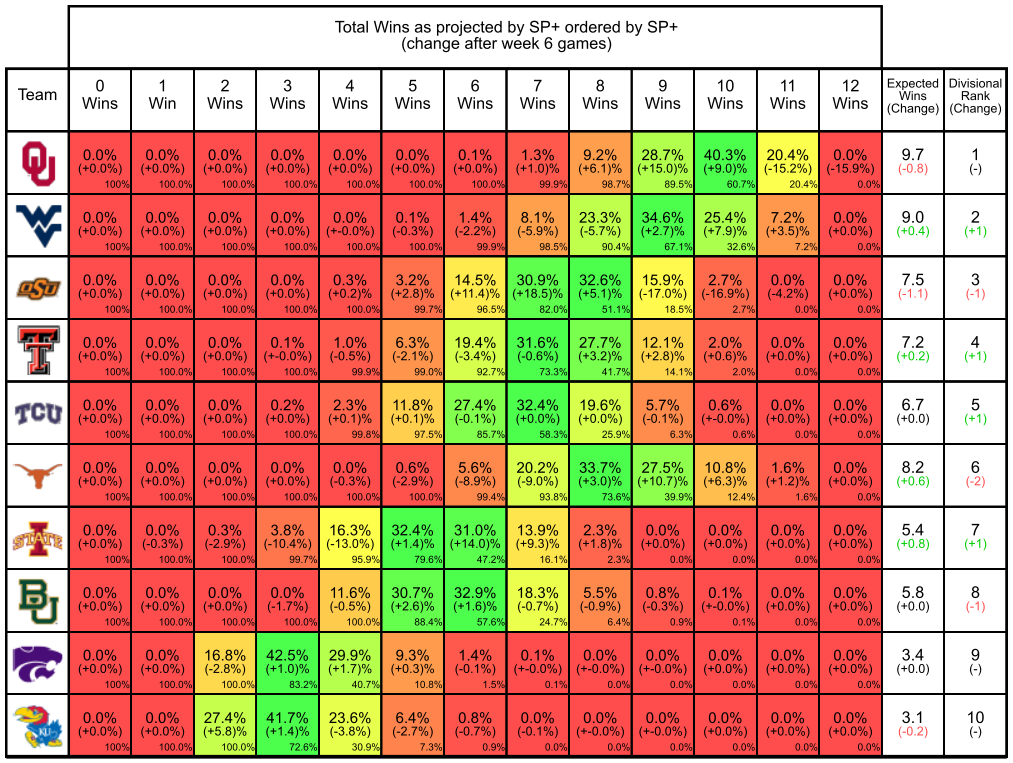 Total Wins as projected by SP+ ordered by SP+
(change after week 6 games)
Team
0 Wins
1 Win
2 Wins
3 Wins
4 Wins
5 Wins
6 Wins
7 Wins
8 Wins
9 Wins
10 Wins
11 Wins
12 Wins
Expected Wins (Change)
Divisional Rank (Change)
OU
0.0% 0.0% 0.0% 0.0% 0.0% 0.0% 0.1% 1.3% 9.2% 28.7% 40.3% 20.4% 0.0% 9.7 1
(+0.0%) (+0.0%) (+0.0%) (+0.0%) (+0.0%) (+0.0%) (+0.0%) (+1.0)% (+6.1)% (+15.0)% (+9.0)% (-15.2%) (-15.9%) (-0.8) (-)
100% 100.0% 100.0% 100.0% 100.0% 100.0% 100.0% 99.9% 98.7% 89.5% 60.7% 20.4% 0.0%
WV
0.0% 0.0% 0.0% 0.0% 0.0% 0.1% 1.4% 8.1% 23.3% 34.6% 25.4% 7.2% 0.0% 9.0 2
(+0.0%) (+0.0%) (+0.0%) (+0.0%) (+-0.0%) (-0.3%) (-2.2%) (-5.9%) (-5.7%) (+2.7)% (+7.9)% (+3.5)% (+0.0%) (+0.4) (+1)
100% 100.0% 100.0% 100.0% 100.0% 100.0% 99.9% 98.5% 90.4% 67.1% 32.6% 7.2% 0.0%
OSU
0.0% 0.0% 0.0% 0.0% 0.3% 3.2% 14.5% 30.9% 32.6% 15.9% 2.7% 0.0% 0.0% 7.5 3
(+0.0%) (+0.0%) (+0.0%) (+0.0%) (+0.2)% (+2.8)% (+11.4)% (+18.5)% (+5.1)% (-17.0%) (-16.9%) (-4.2%) (+0.0%) (-1.1) (-1)
100% 100.0% 100.0% 100.0% 100.0% 99.7% 96.5% 82.0% 51.1% 18.5% 2.7% 0.0% 0.0%
TT
0.0% 0.0% 0.0% 0.1% 1.0% 6.3% 19.4% 31.6% 27.7% 12.1% 2.0% 0.0% 0.0% 7.2 4
(+0.0%) (+0.0%) (+0.0%) (+-0.0%) (-0.5%) (-2.1%) (-3.4%) (-0.6%) (+3.2)% (+2.8)% (+0.6)% (+0.0%) (+0.0%) (+0.2) (+1)
100% 100.0% 100.0% 100.0% 99.9% 99.0% 92.7% 73.3% 41.7% 14.1% 2.0% 0.0% 0.0%
TCU
0.0% 0.0% 0.0% 0.2% 2.3% 11.8% 27.4% 32.4% 19.6% 5.7% 0.6% 0.0% 0.0% 6.7 5
(+0.0%) (+0.0%) (+0.0%) (+0.0%) (+0.1)% (+0.1)% (-0.1%) (+0.0)% (+0.0)% (-0.1%) (+-0.0%) (+0.0%) (+0.0%) (+0.0) (+1)
100% 100.0% 100.0% 100.0% 99.8% 97.5% 85.7% 58.3% 25.9% 6.3% 0.6% 0.0% 0.0%
0.0% 0.0% 0.0% 0.0% 0.0% 0.6% 5.6% 20.2% 33.7% 27.5% 10.8% 1.6% 0.0% 8.2 6
(+0.0%) (+0.0%) (+0.0%) (+0.0%) (-0.3%) (-2.9%) (-8.9%) (-9.0%) (+3.0)% (+10.7)% (+6.3)% (+1.2)% (+0.0%) (+0.6) (-2)
100% 100.0% 100.0% 100.0% 100.0% 100.0% 99.4% 93.8% 73.6% 39.9% 12.4% 1.6% 0.0%
I STATE
0.0% 0.0% 0.3% 3.8% 16.3% 32.4% 31.0% 13.9% 2.3% 0.0% 0.0% 0.0% 0.0% 5.4 7
(+0.0%) (-0.3%) (-2.9%) (-10.4%) (-13.0%) (+1.4)% (+14.0)% (+9.3)% (+1.8)% (+0.0%) (+0.0%) (+0.0%) (+0.0%) (+0.8) (+1)
100% 100.0% 100.0% 99.7% 95.9% 79.6% 47.2% 16.1% 2.3% 0.0% 0.0% 0.0% 0.0%
BU
0.0% 0.0% 0.0% 0.0% 11.6% 30.7% 32.9% 18.3% 5.5% 0.8% 0.1% 0.0% 0.0% 5.8 8
(+0.0%) (+0.0%) (+0.0%) (-1.7%) (-0.5%) (+2.6)% (+1.6)% (-0.7%) (-0.9%) (-0.3%) (+-0.0%) (+0.0%) (+0.0%) (+0.0) (-1)
100% 100.0% 100.0% 100.0% 100.0% 88.4% 57.6% 24.7% 6.4% 0.9% 0.1% 0.0% 0.0%
0.0% 0.0% 16.8% 42.5% 29.9% 9.3% 1.4% 0.1% 0.0% 0.0% 0.0% 0.0% 0.0% 3.4 9
(+0.0%) (+0.0%) (-2.8%) (+1.0)% (+1.7)% (+0.3)% (-0.1%) (+-0.0%) (+-0.0%) (+-0.0%) (+0.0%) (+0.0%) (+0.0%) (+0.0) (-)
100% 100.0% 100.0% 83.2% 40.7% 10.8% 1.5% 0.1% 0.0% 0.0% 0.0% 0.0% 0.0%
KU
0.0% 0.0% 27.4% 41.7% 23.6% 6.4% 0.8% 0.0% 0.0% 0.0% 0.0% 0.0% 0.0% 3.1 10
(+0.0%) (+0.0%) (+5.8)% (+1.4)% (-3.8%) (-2.7%) (-0.7%) (-0.1%) (+-0.0%) (+-0.0%) (+0.0%) (+0.0%) (+0.0%) (-0.2) (-)
100% 100.0% 100.0% 72.6% 30.9% 7.3% 0.9% 0.0% 0.0% 0.0% 0.0% 0.0% 0.0%